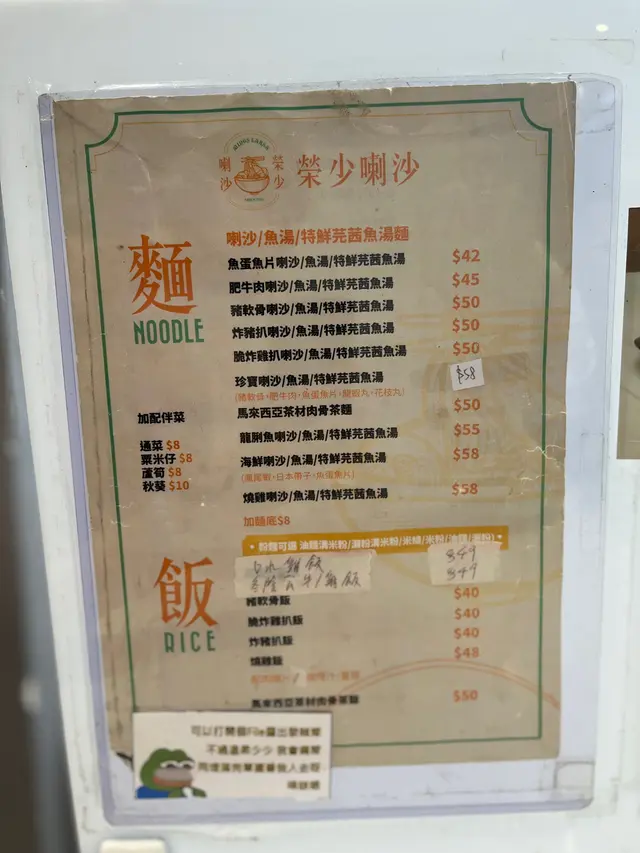 喇沙
榮少
榮少喇沙
麵
NOODLE
喇沙/魚湯/特鮮芫茜魚湯麵
魚蛋魚片喇沙/魚湯/特鮮芫茜魚湯 $42
肥牛肉喇沙/魚湯/特鮮芫茜魚湯 $45
豬軟骨喇沙/魚湯/特鮮芫茜魚湯 $50
炸豬扒喇沙/魚湯/特鮮芫茜魚湯 $50
脆炸雞扒喇沙/魚湯/特鮮芫茜魚湯 $50
珍寶喇沙/魚湯/特鮮芫茜魚湯 $58
馬來西亞茶材肉骨茶麵 $50
龍脷魚喇沙/魚湯/特鮮芫茜魚湯 $55
海鮮喇沙/魚湯/特鮮芫茜魚湯 $58
燒雞喇沙/魚湯/特鮮芫茜魚湯 $58
加麵底$8
加配伴菜
通菜 $8
粟米仔 $8
蘆筍 $8
秋葵 $10
飯
RICE
$49
$49
豬軟骨飯 $40
脆炸雞扒飯 $40
炸豬扒飯 $40
燒雞飯 $48
馬來西亞茶材肉骨茶飯 $50